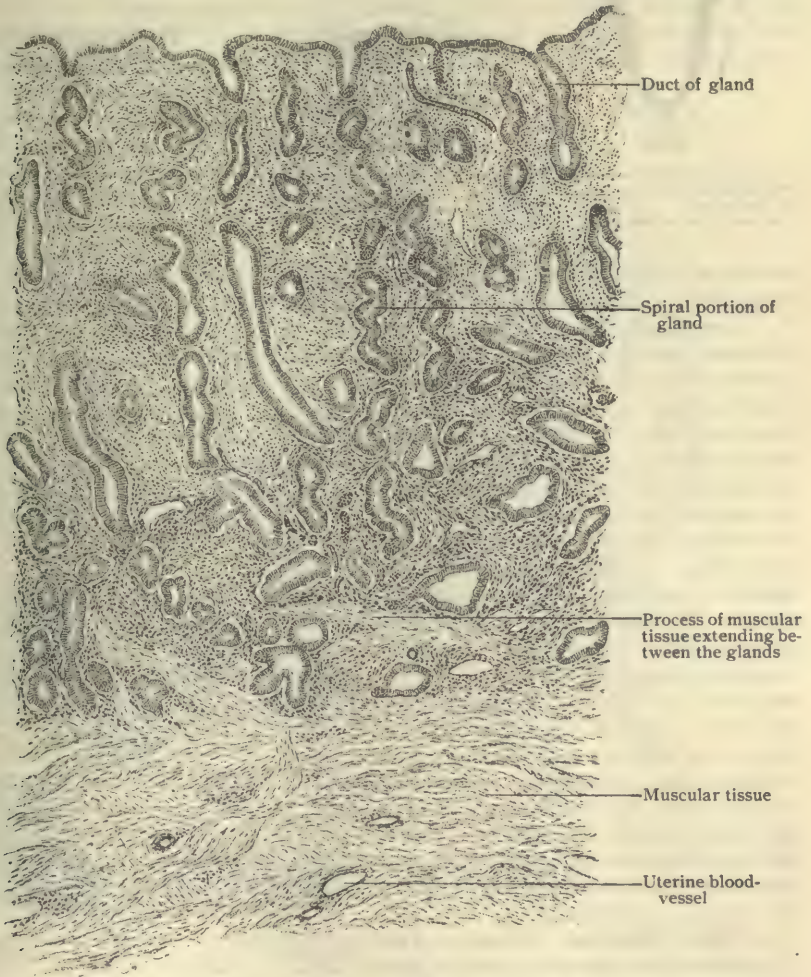 Duct of gland
Spiral portion of
gland
Process of muscular
tissue extending be-
tween the glands
Muscular tissue
Uterine blood-
vessel